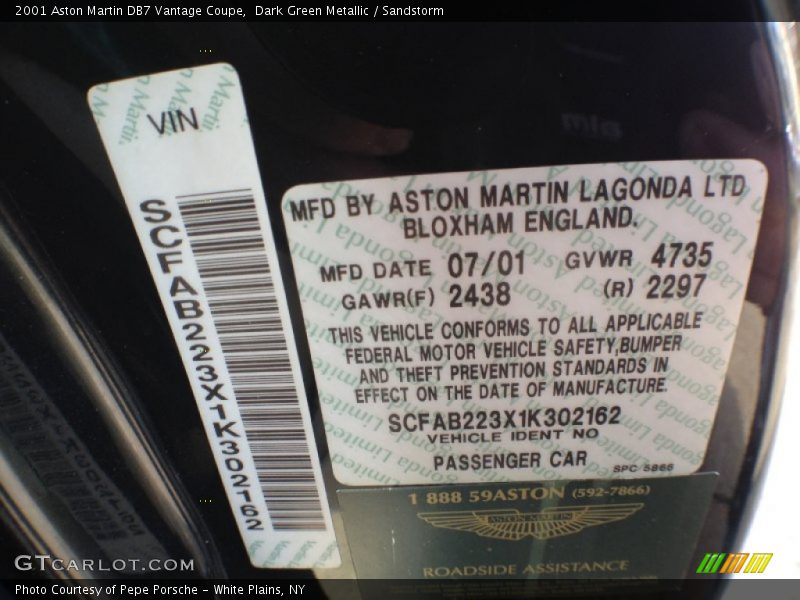 2001 Aston Martin DB7 Vantage Coupe,  Dark Green Metallic / Sandstorm
VIN
SCFAB223X1K302162
MFD BY ASTON MARTIN LAGONDA LTD
BLOXHAM ENGLAND.
MFD DATE 07/01 GVWR 4735
GAWR(F) 2438 (R) 2297
THIS VEHICLE CONFORMS TO ALL APPLICABLE
FEDERAL MOTOR VEHICLE SAFETY,BUMPER
AND THEFT PREVENTION STANDARDS IN
EFFECT ON THE DATE OF MANUFACTURE.
SCFAB223X1K302162
VEHICLE IDENT NO
PASSENGER CAR SPC 5866
1 888 59ASTON (592-7866)
ASTON MARTIN
ROADSIDE ASSISTANCE
GTcarlot.com
Photo Courtesy of Pepe Porsche - White Plains, NY